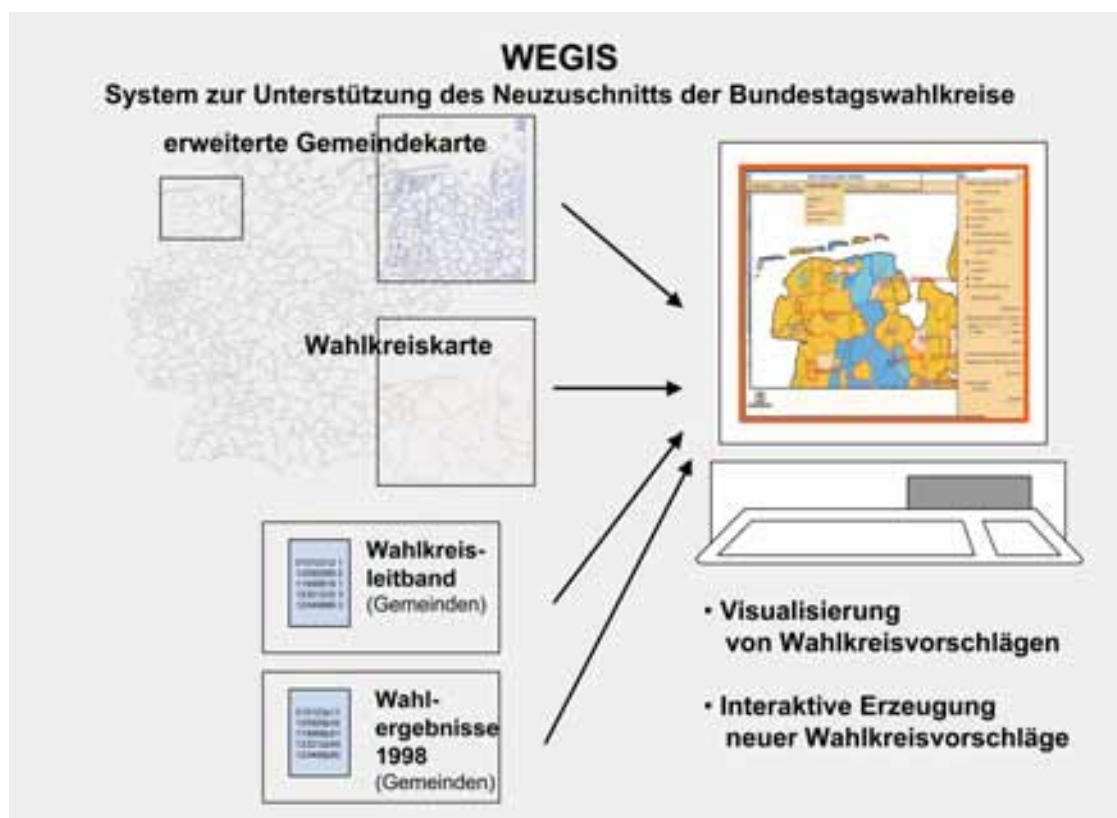 WEGIS
System zur Unterstützung des Neuzuschnitts der Bundestagswahlkreise
erweiterte Gemeindekarte
Wahlkreiskarte
Wahlkreis-
leitband
(Gemeinden)
Wahl-
ergebnisse
1998
(Gemeinden)
• Visualisierung
von Wahlkreisvorschlägen
• Interaktive Erzeugung
neuer Wahlkreisvorschläge